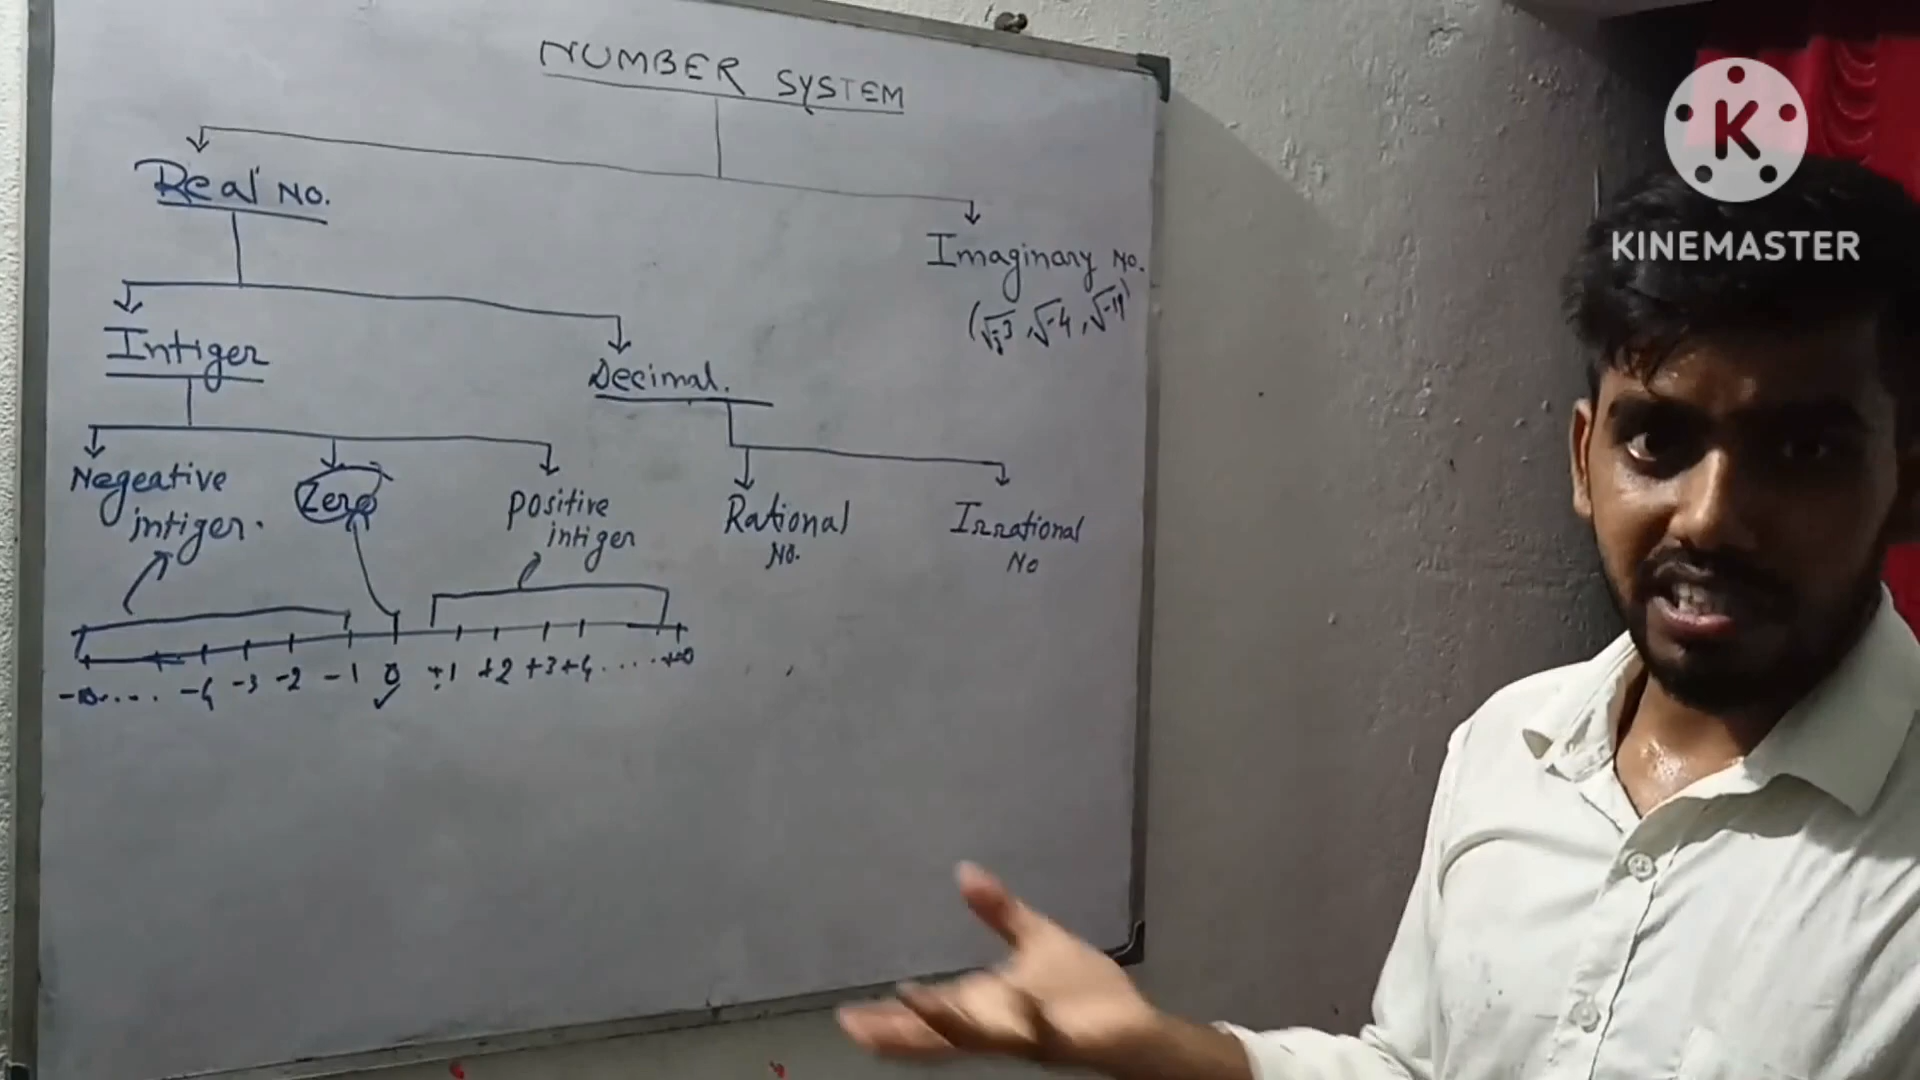 NUMBER SYSTEM
Real No.
Imaginary No.
(√-3, √-4, √-19)
Intiger
Decimal.
Negeative
intiger.
Zero
Positive
intiger
Rational
No.
Irrational
No
-∞.... -4 -3 -2 -1 0 +1 +2 +3 +4 .... +∞
K
KINEMASTER